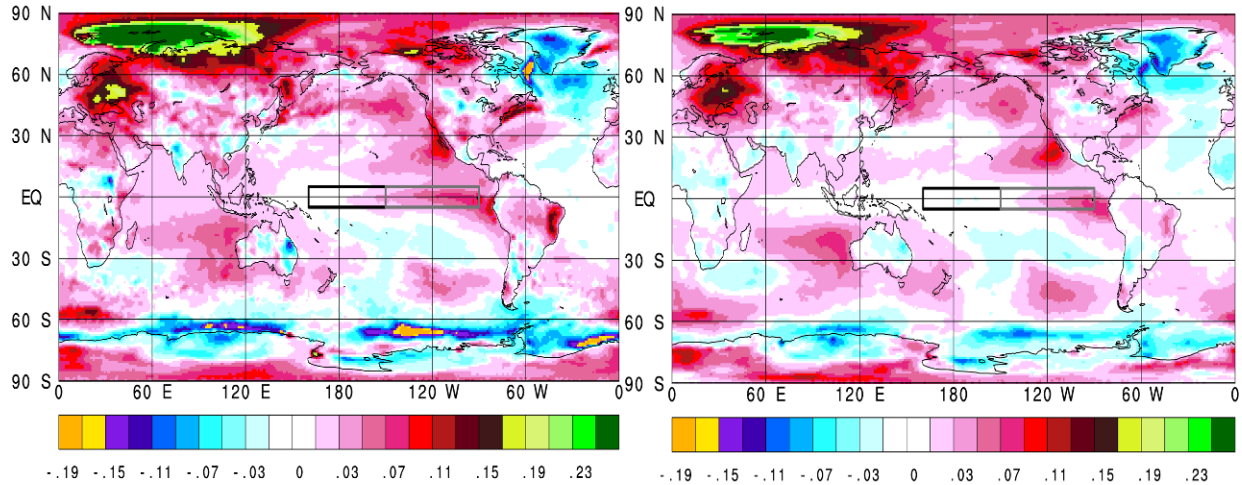 90 N
60 N
30 N
EQ
30 S
60 S
90 S
0 60 E 120 E 180 120 W 60 W 0
-.19 -.15 -.11 -.07 -.03 0 .03 .07 .11 .15 .19 .23
90 N
60 N
30 N
EQ
30 S
60 S
90 S
0 60 E 120 E 180 120 W 60 W 0
-.19 -.15 -.11 -.07 -.03 0 .03 .07 .11 .15 .19 .23